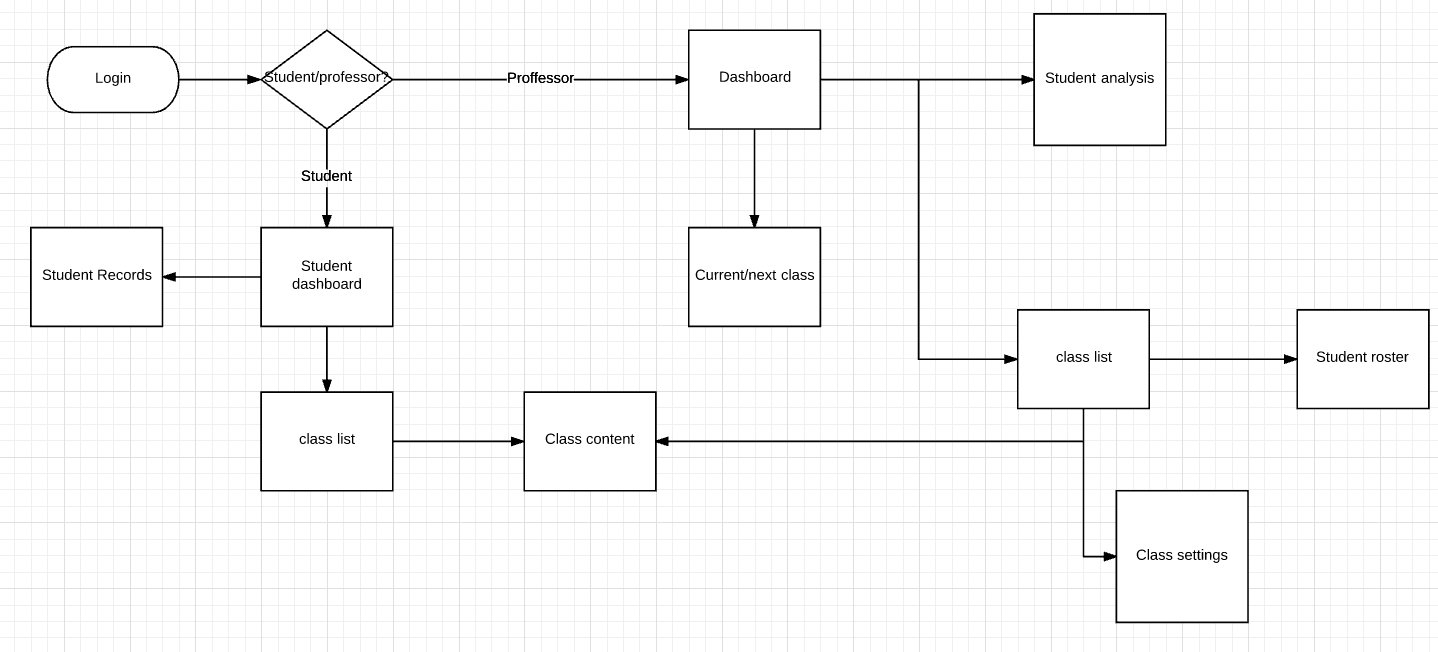 Login
Student/professor?
Proffessor
Dashboard
Student analysis
Student
Student Records
Student
dashboard
Current/next class
class list
Student roster
class list
Class content
Class settings